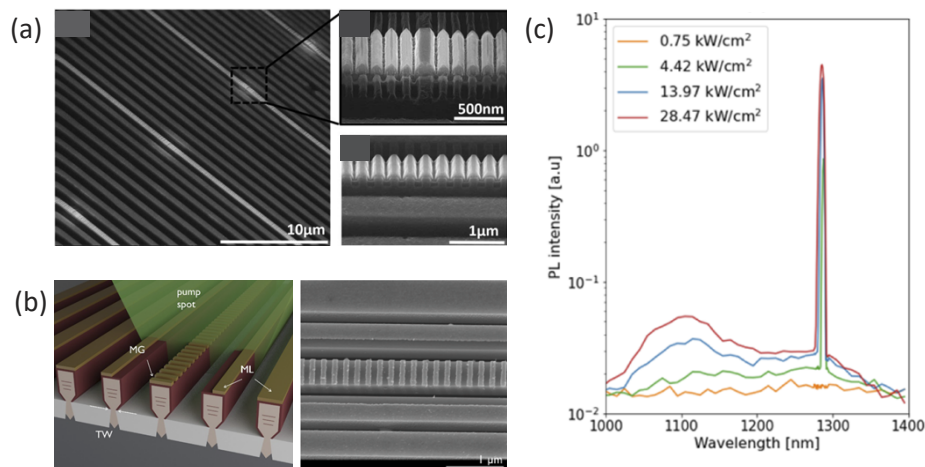 (a)
500nm
10μm
1μm
(b)
pump
spot
MG
ML
TW
1 μm
(c)
10¹
10⁰
10⁻¹
10⁻²
PL intensity [a.u]
0.75 kW/cm²
4.42 kW/cm²
13.97 kW/cm²
28.47 kW/cm²
1000
1100
1200
1300
1400
Wavelength [nm]